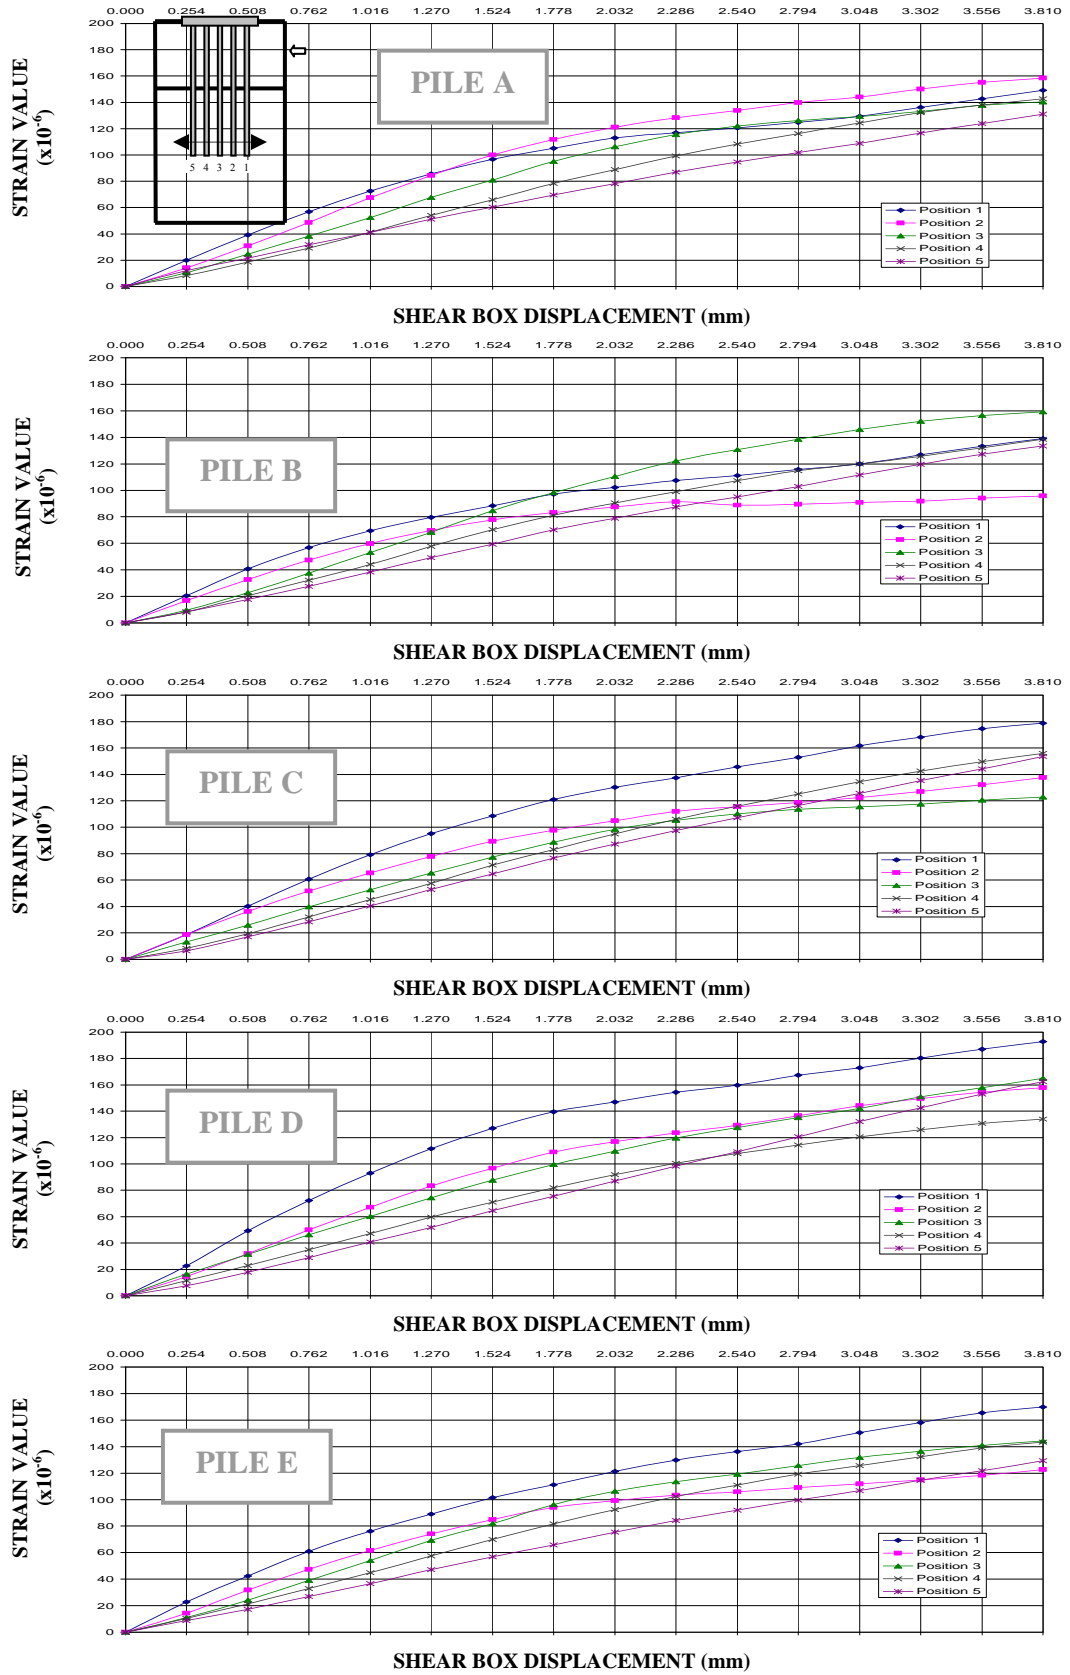 0.000 0.254 0.508 0.762 1.016 1.270 1.524 1.778 2.032 2.286 2.540 2.794 3.048 3.302 3.556 3.810
200
180
160
140
120
100
80
60
40
20
0
STRAIN VALUE
(x10-6)
5 4 3 2 1
PILE A
Position 1
Position 2
Position 3
Position 4
Position 5
SHEAR BOX DISPLACEMENT (mm)
0.000 0.254 0.508 0.762 1.016 1.270 1.524 1.778 2.032 2.286 2.540 2.794 3.048 3.302 3.556 3.810
200
180
160
140
120
100
80
60
40
20
0
STRAIN VALUE
(x10-6)
PILE B
Position 1
Position 2
Position 3
Position 4
Position 5
SHEAR BOX DISPLACEMENT (mm)
0.000 0.254 0.508 0.762 1.016 1.270 1.524 1.778 2.032 2.286 2.540 2.794 3.048 3.302 3.556 3.810
200
180
160
140
120
100
80
60
40
20
0
STRAIN VALUE
(x10-6)
PILE C
Position 1
Position 2
Position 3
Position 4
Position 5
SHEAR BOX DISPLACEMENT (mm)
0.000 0.254 0.508 0.762 1.016 1.270 1.524 1.778 2.032 2.286 2.540 2.794 3.048 3.302 3.556 3.810
200
180
160
140
120
100
80
60
40
20
0
STRAIN VALUE
(x10-6)
PILE D
Position 1
Position 2
Position 3
Position 4
Position 5
SHEAR BOX DISPLACEMENT (mm)
0.000 0.254 0.508 0.762 1.016 1.270 1.524 1.778 2.032 2.286 2.540 2.794 3.048 3.302 3.556 3.810
200
180
160
140
120
100
80
60
40
20
0
STRAIN VALUE
(x10-6)
PILE E
Position 1
Position 2
Position 3
Position 4
Position 5
SHEAR BOX DISPLACEMENT (mm)